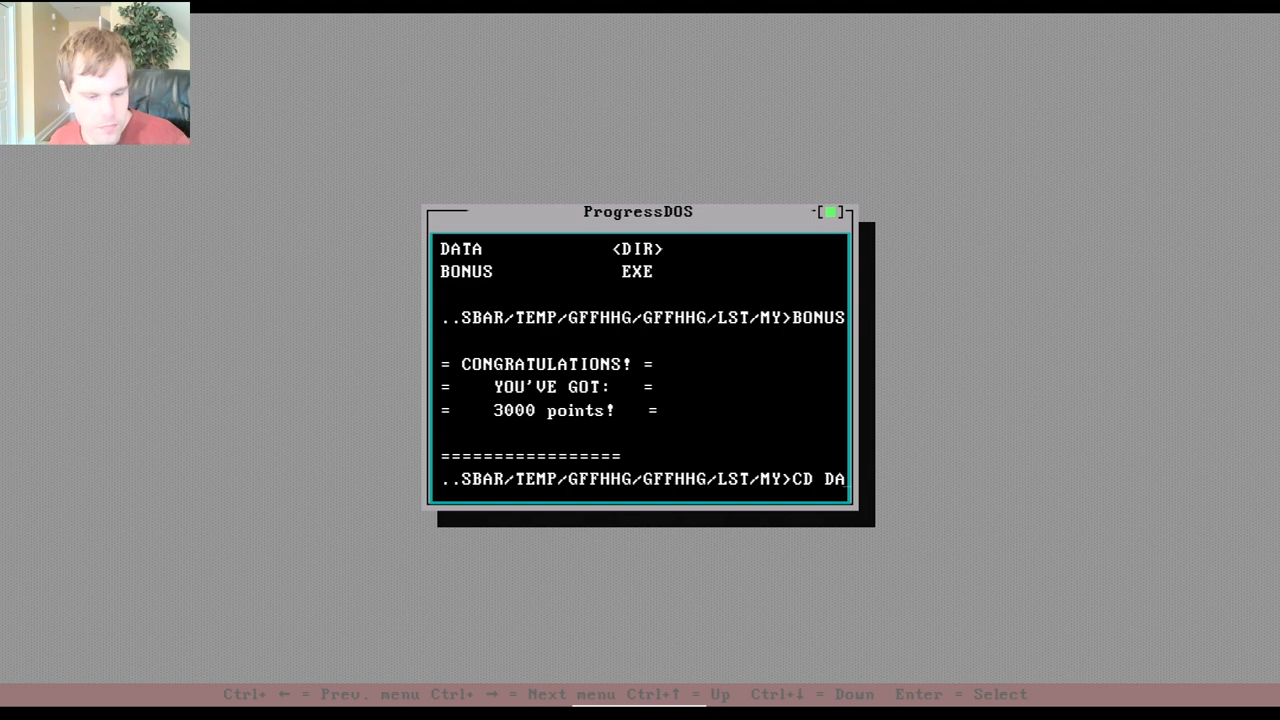 ProgressDOS
-[■]
DATA <DIR>
BONUS EXE
..SBAR/TEMP/GFFHHG/GFFHHG/LST/MY>BONUS
= CONGRATULATIONS! =
= YOU'VE GOT: =
= 3000 points! =
=================
..SBAR/TEMP/GFFHHG/GFFHHG/LST/MY>CD DA_
Ctrl+ ← = Prev. menu Ctrl+ → = Next menu Ctrl+↑ = Up Ctrl+↓ = Down Enter = Select